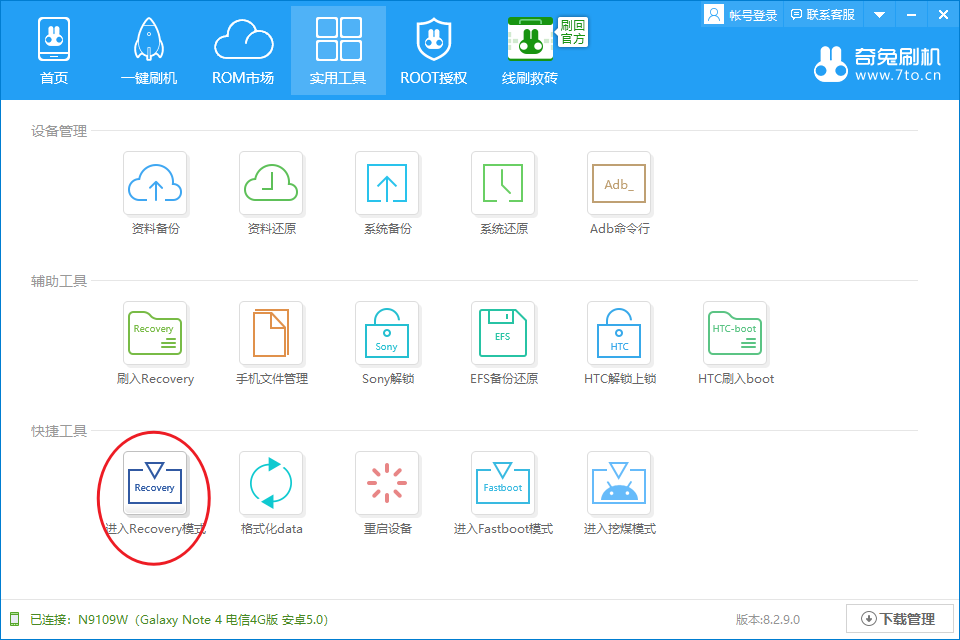 帐号登录 联系客服
首页 一键刷机 ROM市场 实用工具 ROOT授权 线刷救砖
刷回
官方
奇兔刷机
www.7to.cn
设备管理
Adb_
资料备份 资料还原 系统备份 系统还原 Adb命令行
辅助工具
Recovery Sony EFS HTC HTC-boot
刷入Recovery 手机文件管理 Sony解锁 EFS备份还原 HTC解锁上锁 HTC刷入boot
快捷工具
Recovery Fastboot
进入Recovery模式 格式化data 重启设备 进入Fastboot模式 进入挖煤模式
已连接: N9109W（Galaxy Note 4 电信4G版 安卓5.0）
版本:8.2.9.0
下载管理